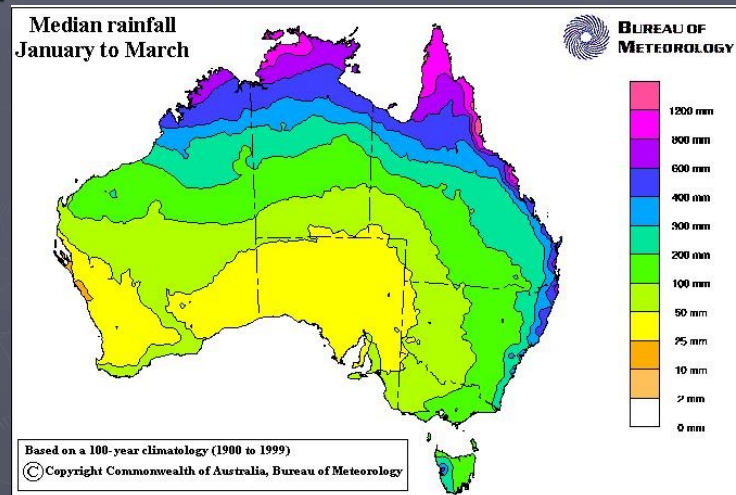 Median rainfall
January to March
BUREAU OF
METEOROLOGY
1200 mm
800 mm
600 mm
400 mm
300 mm
200 mm
100 mm
50 mm
25 mm
10 mm
2 mm
0 mm
Based on a 100-year climatology (1900 to 1999)
© Copyright Commonwealth of Australia, Bureau of Meteorology